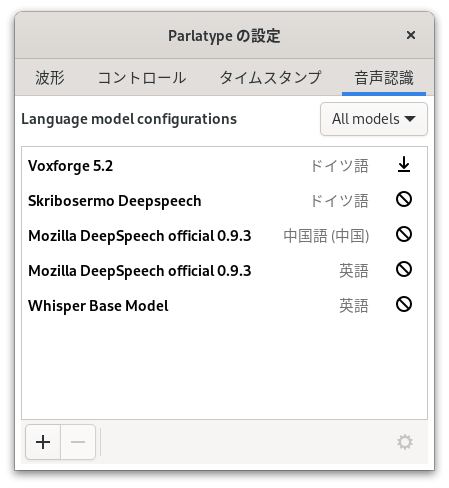 Parlatype の設定
波形 コントロール タイムスタンプ 音声認識
Language model configurations All models
Voxforge 5.2 ドイツ語
Skribosermo Deepspeech ドイツ語
Mozilla DeepSpeech official 0.9.3 中国語 (中国)
Mozilla DeepSpeech official 0.9.3 英語
Whisper Base Model 英語